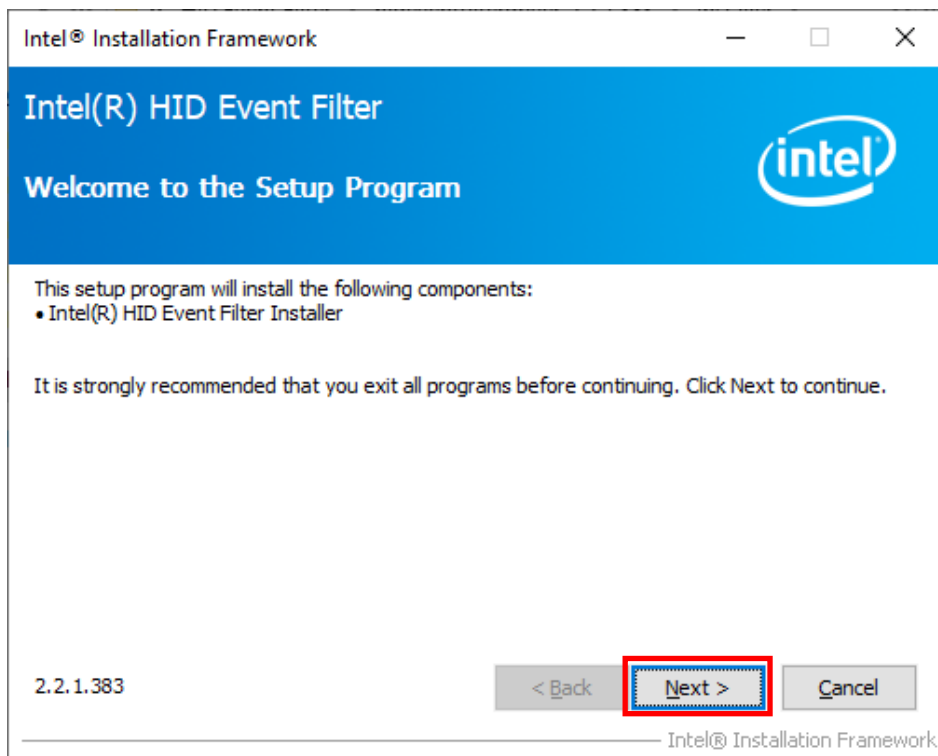 Intel® Installation Framework
Intel(R) HID Event Filter
intel
Welcome to the Setup Program
This setup program will install the following components:
• Intel(R) HID Event Filter Installer
It is strongly recommended that you exit all programs before continuing. Click Next to continue.
2.2.1.383
< Back
Next >
Cancel
Intel® Installation Framework